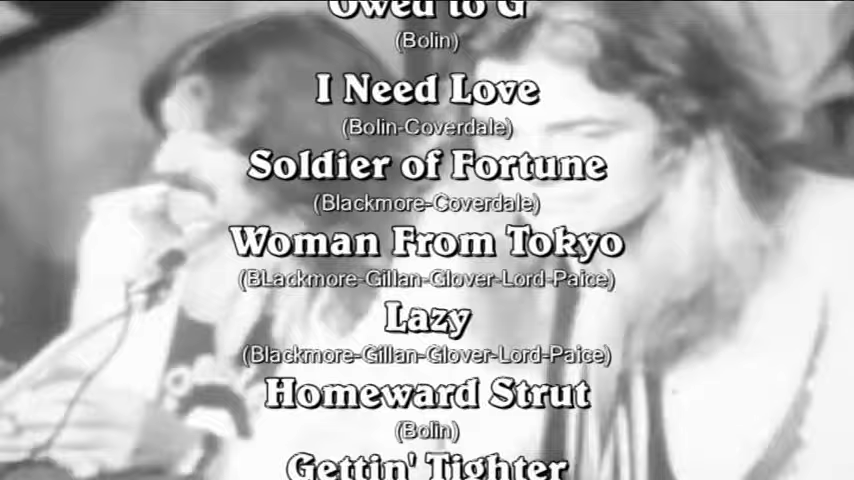 Owed to G
(Bolin)
I Need Love
(Bolin-Coverdale)
Soldier of Fortune
(Blackmore-Coverdale)
Woman From Tokyo
(BLackmore-Gillan-Glover-Lord-Paice)
Lazy
(Blackmore-Gillan-Glover-Lord-Paice)
Homeward Strut
(Bolin)
Gettin' Tighter